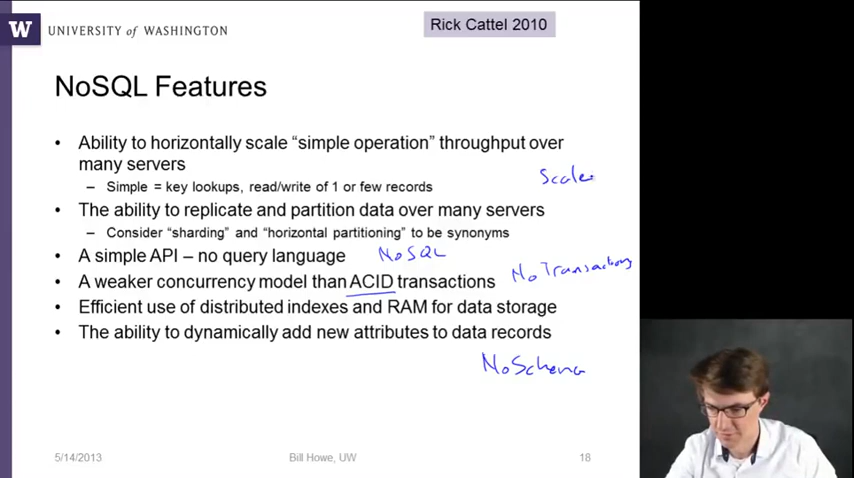 W UNIVERSITY of WASHINGTON
Rick Cattel 2010
NoSQL Features
• Ability to horizontally scale “simple operation” throughput over
many servers
– Simple = key lookups, read/write of 1 or few records
Scale
• The ability to replicate and partition data over many servers
– Consider “sharding” and “horizontal partitioning” to be synonyms
• A simple API – no query language NoSQL
• A weaker concurrency model than ACID transactions NoTransactions
• Efficient use of distributed indexes and RAM for data storage
• The ability to dynamically add new attributes to data records
NoSchema
5/14/2013 Bill Howe, UW 18